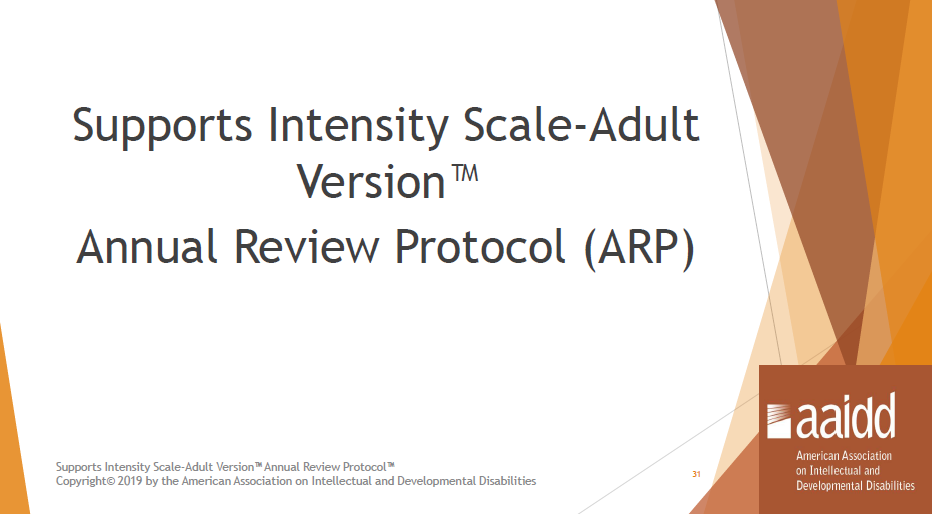 Supports Intensity Scale-Adult
Version™
Annual Review Protocol (ARP)
Supports Intensity Scale-Adult Version™ Annual Review Protocol™
Copyright© 2019 by the American Association on Intellectual and Developmental Disabilities
31
aaidd
American Association
on Intellectual and
Developmental Disabilities